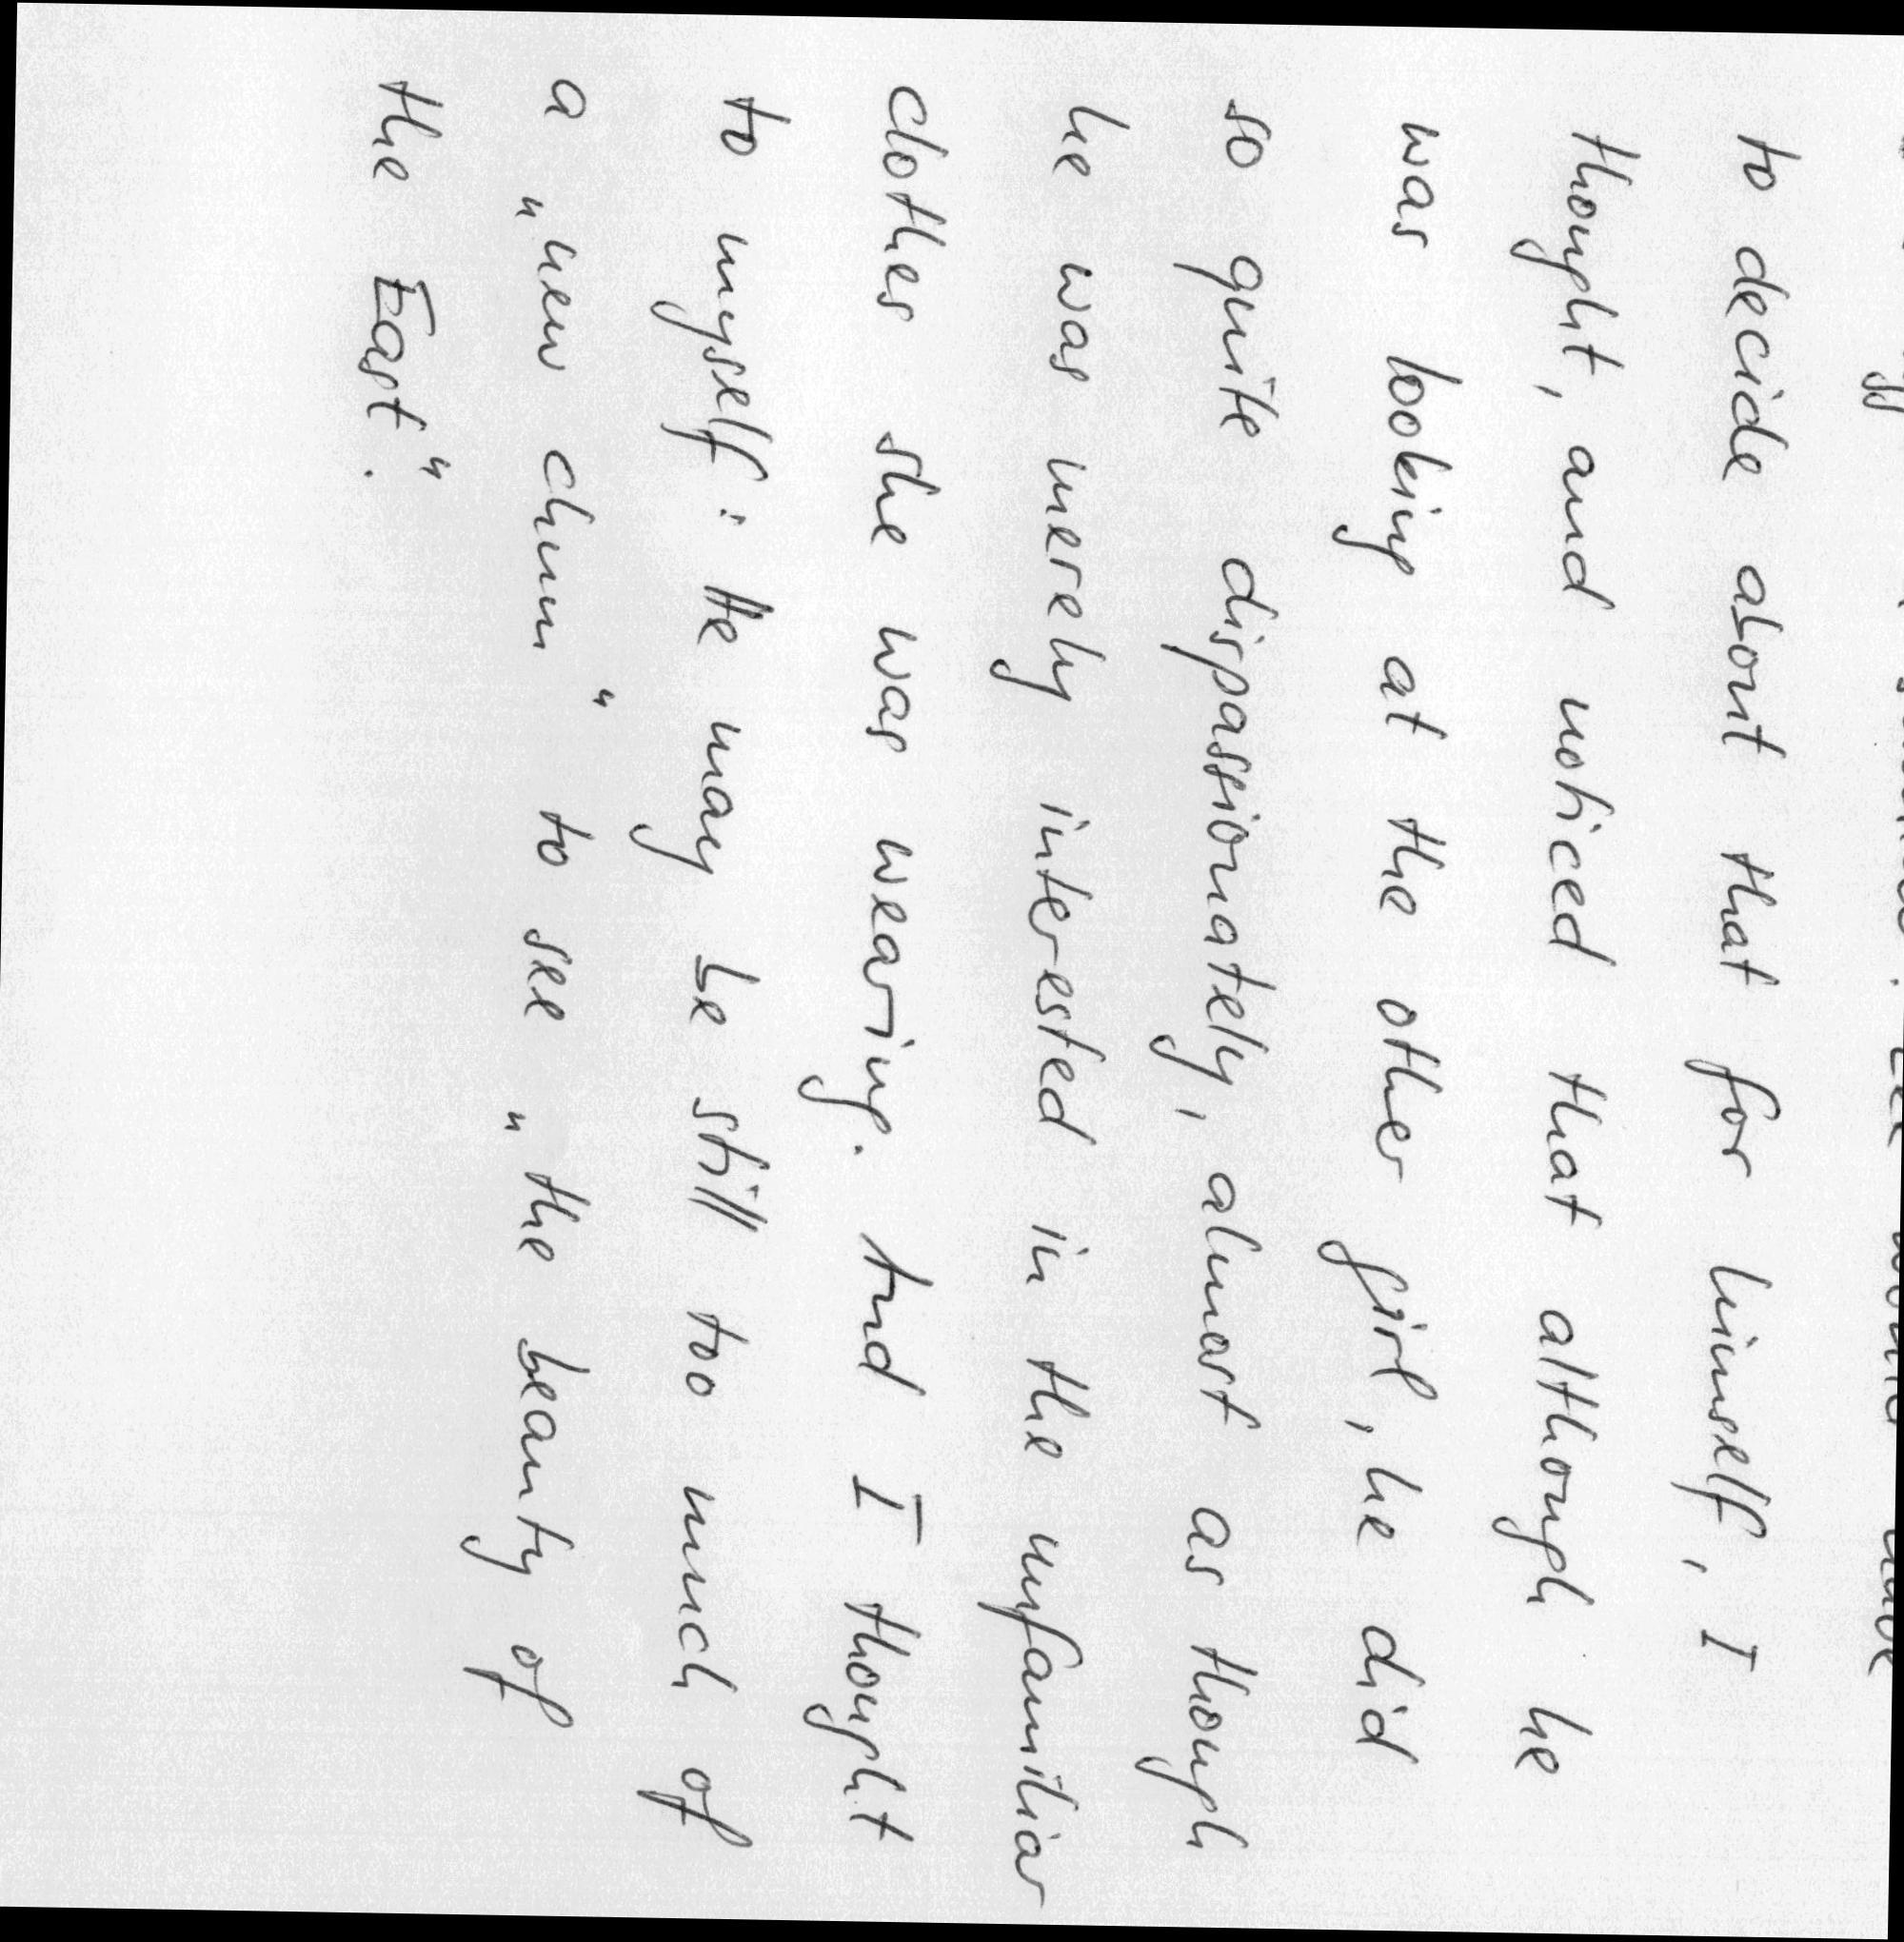 to decide about that for himself, I
thought, and noticed that although he
was looking at the other girl, he did
so quite dispassionately, almost as though
he was merely interested in the unfamiliar
clothes she was wearing. And I thought
to myself: He may be still too much of
a „new chum" to see „the beauty of
the East".